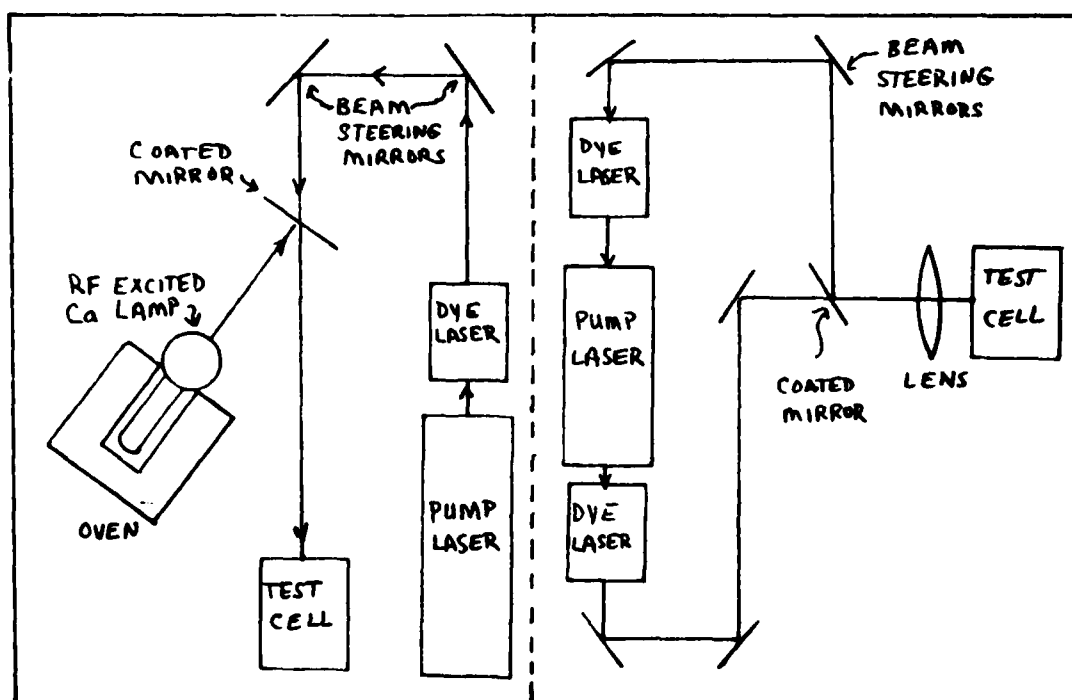 BEAM
STEERING
MIRRORS
COATED
MIRROR
RF EXCITED
Ca LAMP
OVEN
DYE
LASER
PUMP
LASER
TEST
CELL
BEAM
STEERING
MIRRORS
DYE
LASER
PUMP
LASER
DYE
LASER
COATED
MIRROR
LENS
TEST
CELL